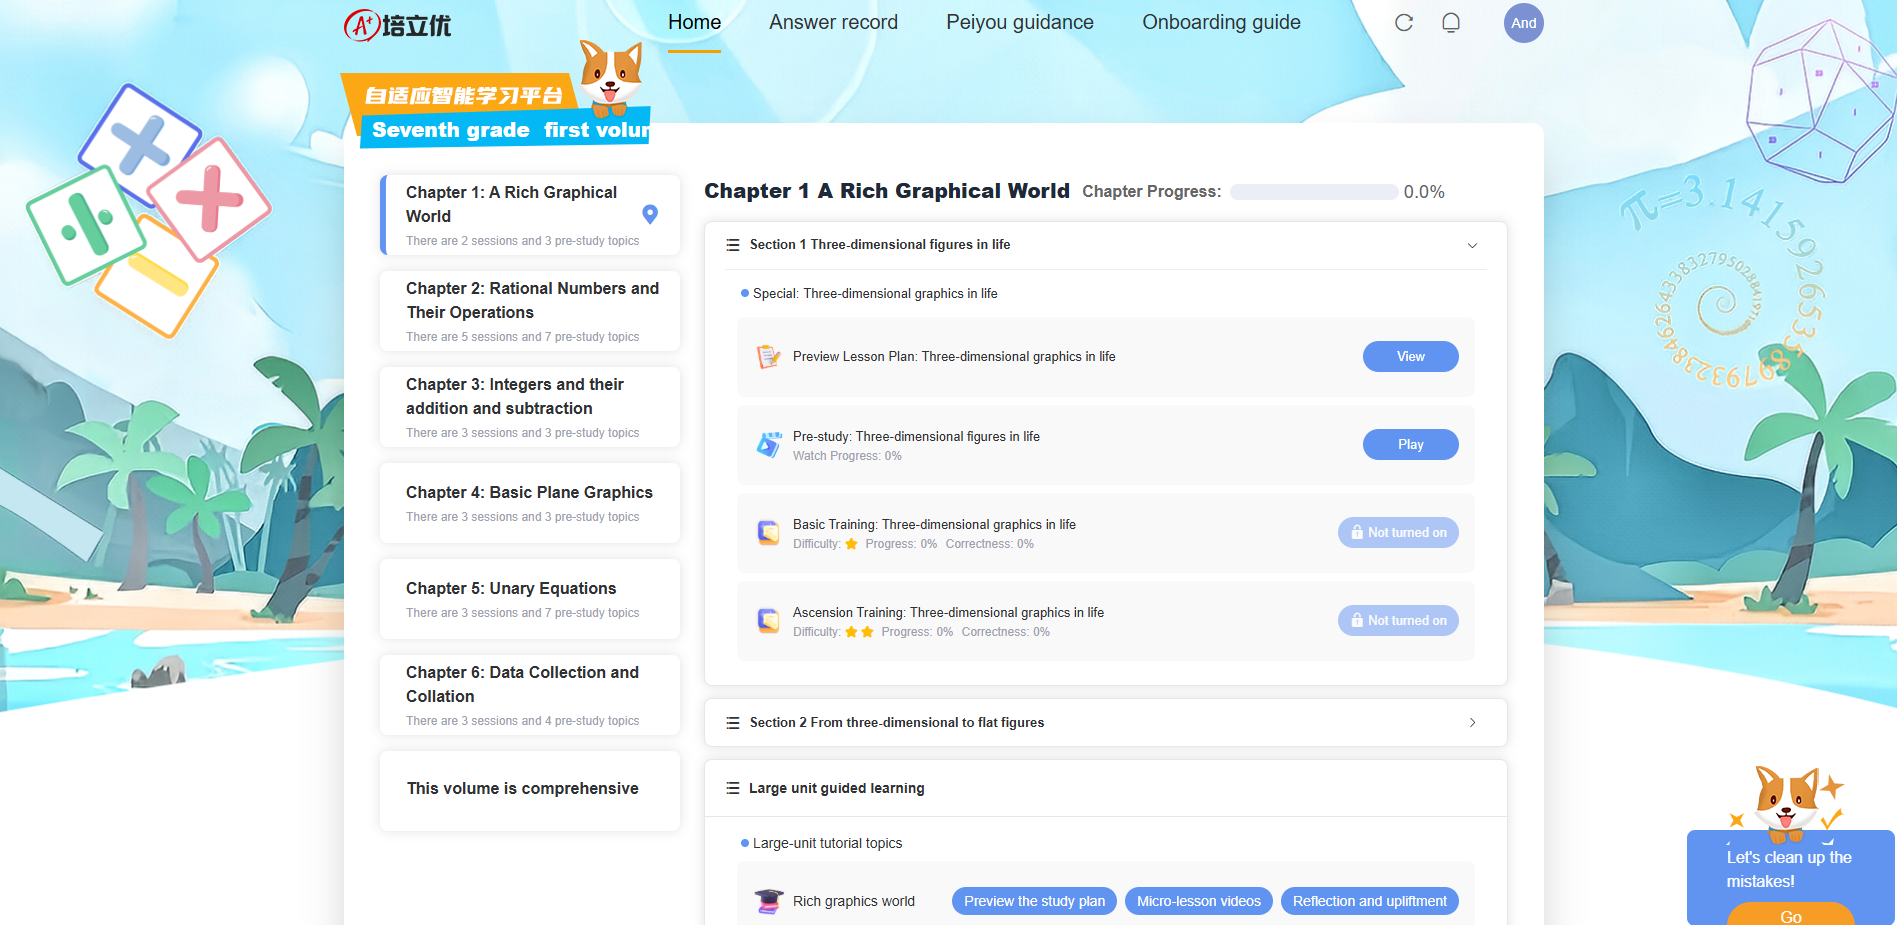 A+培立优
Home
Answer record
Peiyou guidance
Onboarding guide
And
自适应智能学习平台
Seventh grade first volur
Chapter 1: A Rich Graphical
World
There are 2 sessions and 3 pre-study topics
Chapter 2: Rational Numbers and
Their Operations
There are 5 sessions and 7 pre-study topics
Chapter 3: Integers and their
addition and subtraction
There are 3 sessions and 3 pre-study topics
Chapter 4: Basic Plane Graphics
There are 3 sessions and 3 pre-study topics
Chapter 5: Unary Equations
There are 3 sessions and 7 pre-study topics
Chapter 6: Data Collection and
Collation
There are 3 sessions and 4 pre-study topics
This volume is comprehensive
Chapter 1 A Rich Graphical World Chapter Progress: 0.0%
Section 1 Three-dimensional figures in life
Special: Three-dimensional graphics in life
Preview Lesson Plan: Three-dimensional graphics in life
View
Pre-study: Three-dimensional figures in life
Watch Progress: 0%
Play
Basic Training: Three-dimensional graphics in life
Difficulty: Progress: 0% Correctness: 0%
Not turned on
Ascension Training: Three-dimensional graphics in life
Difficulty: Progress: 0% Correctness: 0%
Not turned on
Section 2 From three-dimensional to flat figures
Large unit guided learning
Large-unit tutorial topics
Rich graphics world
Preview the study plan
Micro-lesson videos
Reflection and upliftment
Let's clean up the
mistakes!
Go